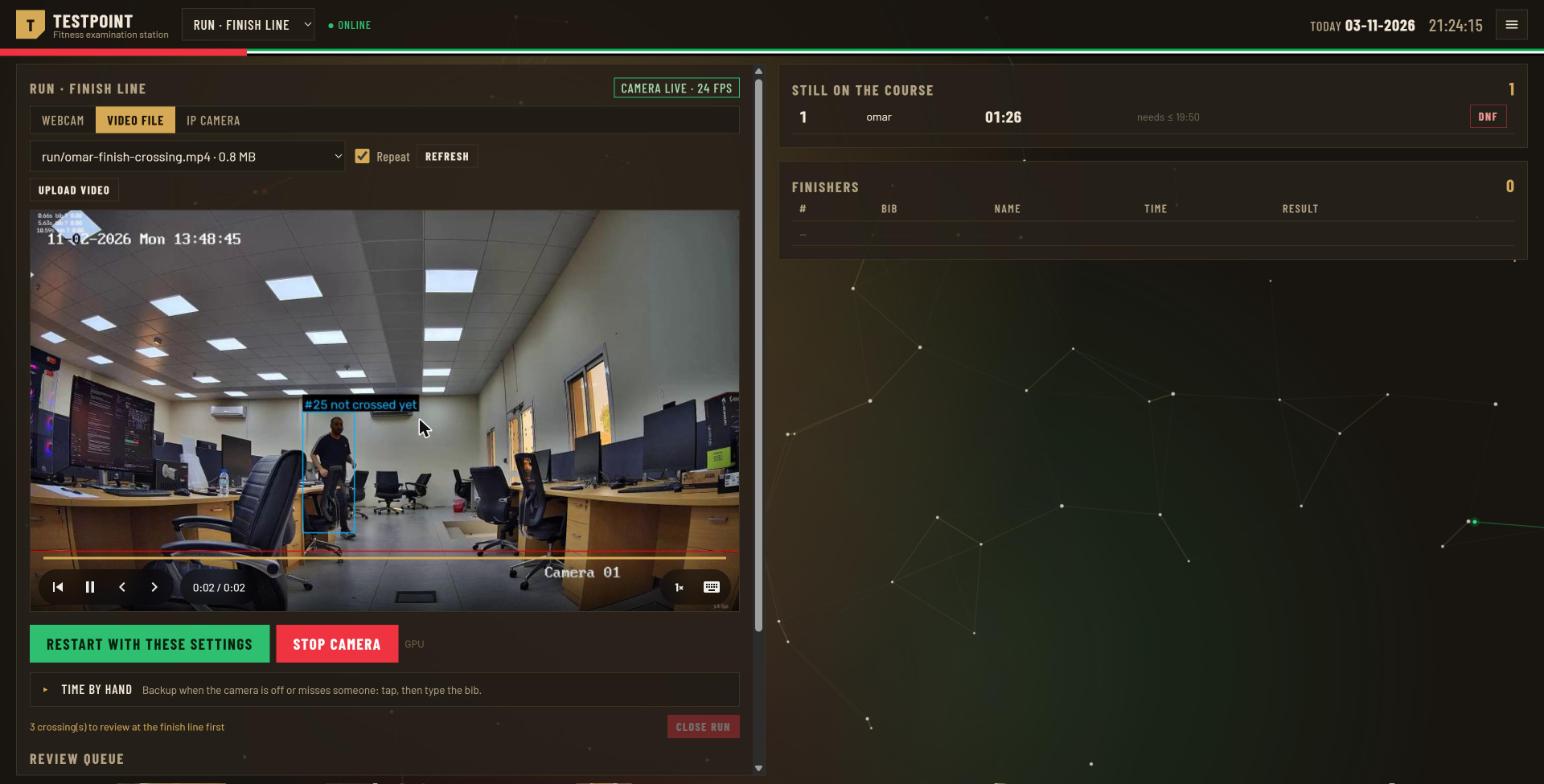 T
TESTPOINT
Fitness examination station
RUN · FINISH LINE
ONLINE
TODAY 03-11-2026 21:24:15
RUN · FINISH LINE
CAMERA LIVE · 24 FPS
WEBCAM VIDEO FILE IP CAMERA
run/omar-finish-crossing.mp4 · 0.8 MB
Repeat
REFRESH
UPLOAD VIDEO
11-02-2026 Mon 13:48:45
#25 not crossed yet
Camera 01
0:02 / 0:02
1×
RESTART WITH THESE SETTINGS
STOP CAMERA
GPU
TIME BY HAND Backup when the camera is off or misses someone: tap, then type the bib.
3 crossing(s) to review at the finish line first
CLOSE RUN
REVIEW QUEUE
STILL ON THE COURSE 1
1 omar 01:26 needs ≤ 19:50 DNF
FINISHERS 0
# BIB NAME TIME RESULT
—